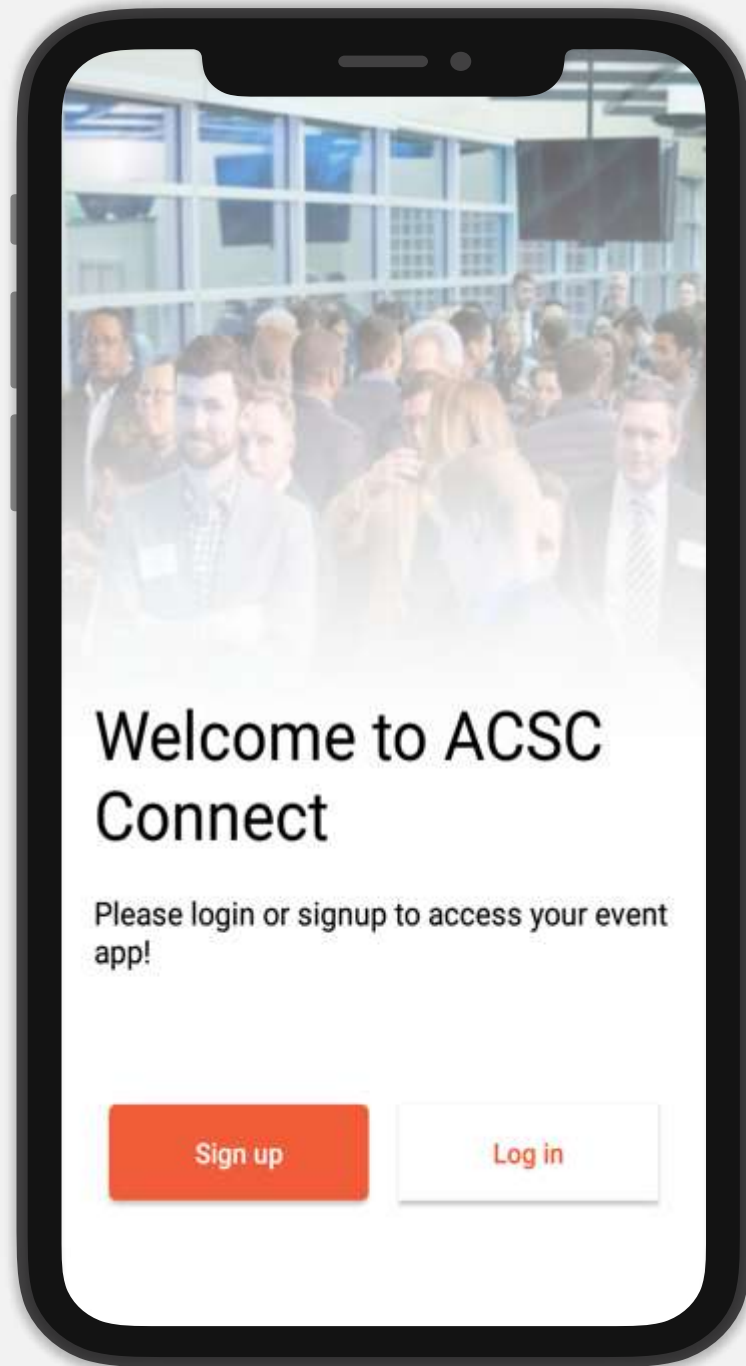 Welcome to ACSC
Connect
Please login or signup to access your event
app!
Sign up
Log in